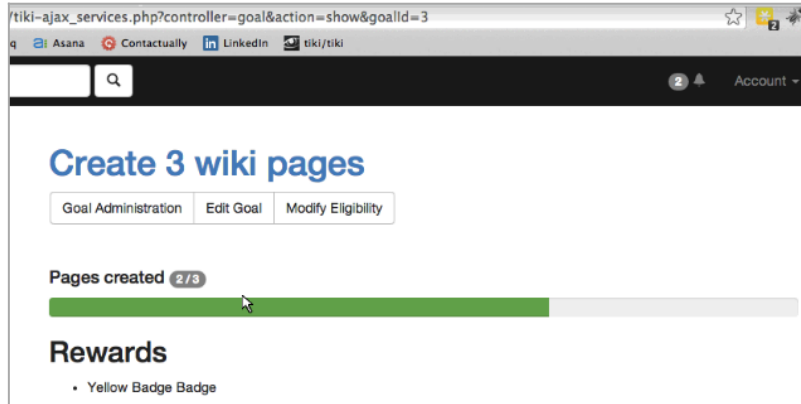 /tiki-ajax_services.php?controller=goal&action=show&goalId=3
q Asana Contactually LinkedIn tiki/tiki
2 Account
Create 3 wiki pages
Goal Administration Edit Goal Modify Eligibility
Pages created 2/3
Rewards
• Yellow Badge Badge